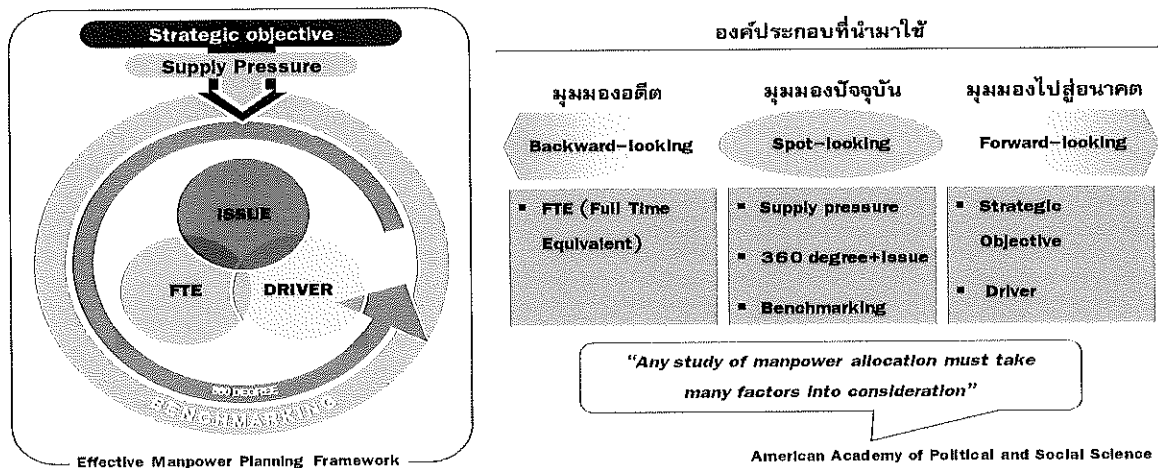 Strategic objective
Supply Pressure
ISSUE
FTE
DRIVER
360 DEGREE
BENCHMARKING
Effective Manpower Planning Framework
องค์ประกอบที่นำมาใช้
มุมมองอดีต
มุมมองปัจจุบัน
มุมมองไปสู่อนาคต
Backward-looking
Spot-looking
Forward-looking
▪ FTE (Full Time
Equivalent)
▪ Supply pressure
▪ 360 degree+issue
▪ Benchmarking
▪ Strategic
Objective
▪ Driver
"Any study of manpower allocation must take
many factors into consideration"
American Academy of Political and Social Science